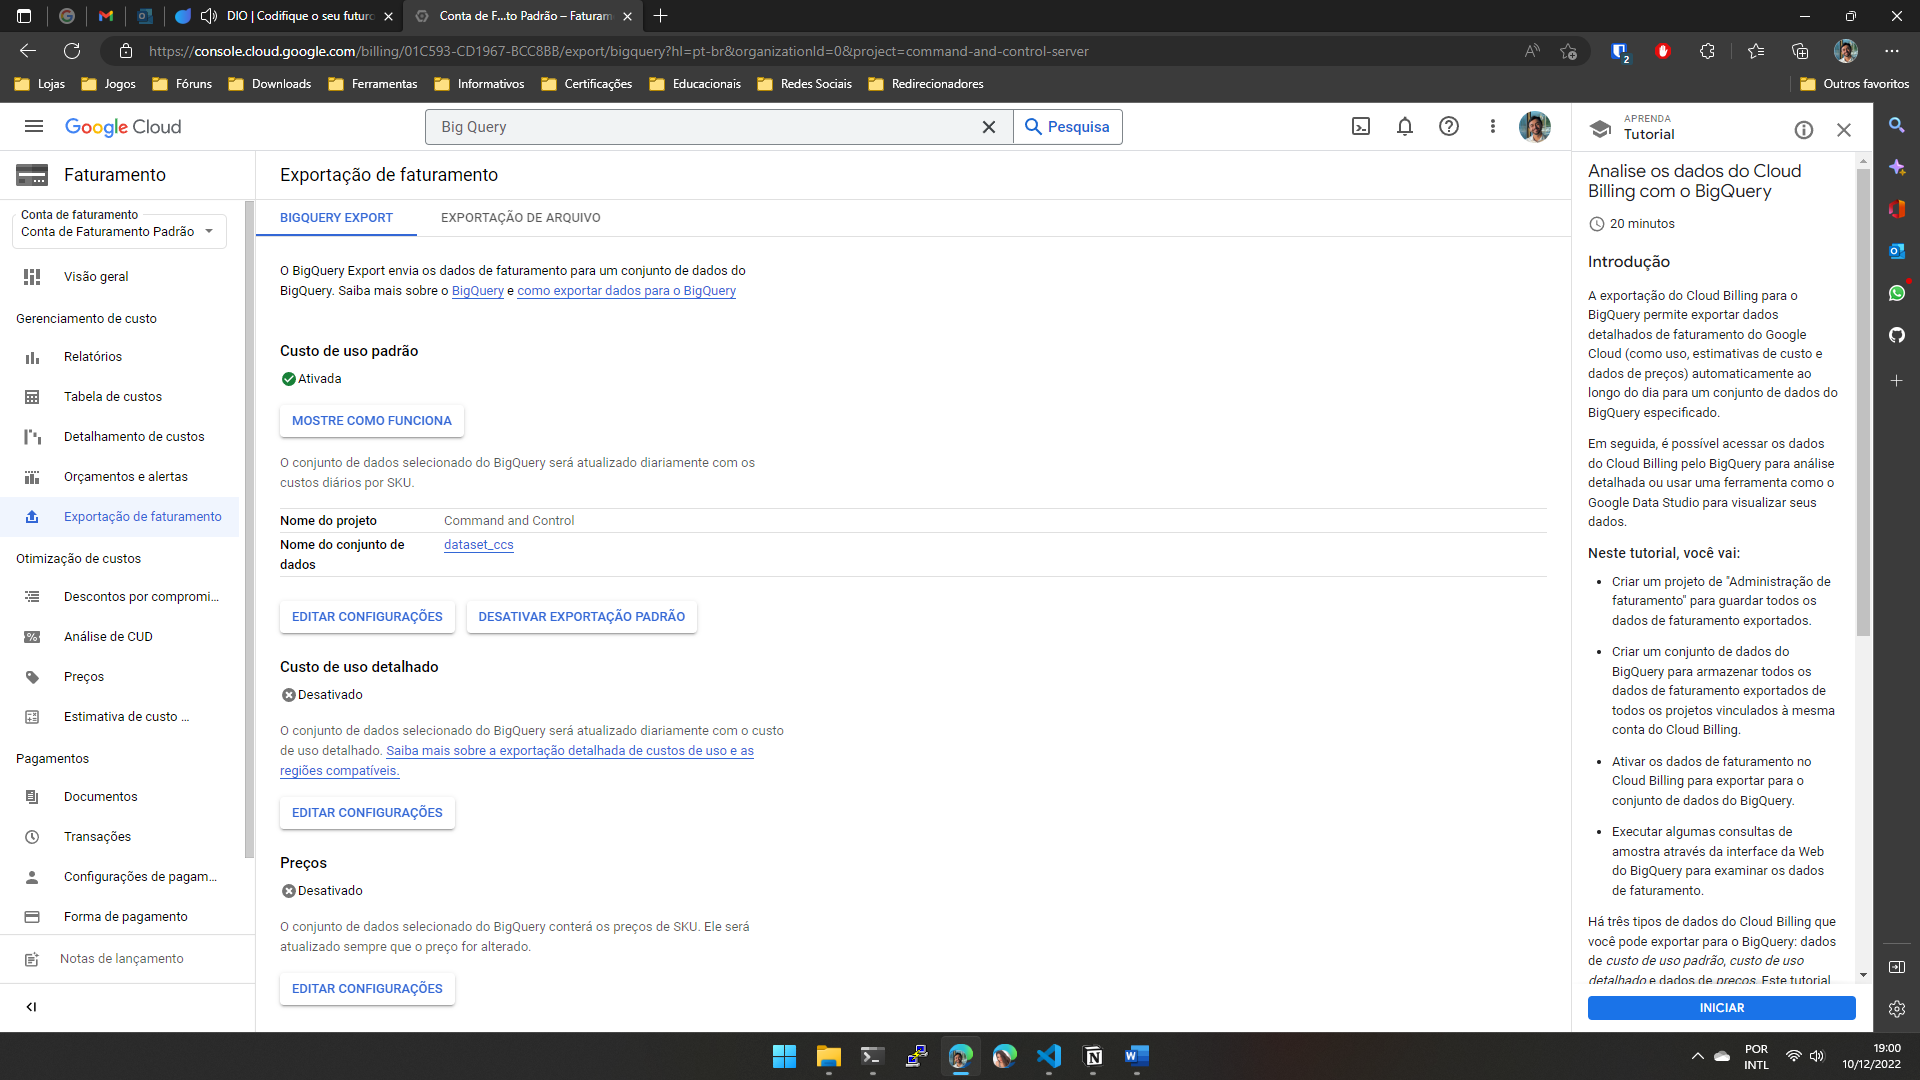 DIO | Codifique o seu futuro
Conta de F...to Padrão – Faturam
https://console.cloud.google.com/billing/01C593-CD1967-BCC8BB/export/bigquery?hl=pt-br&organizationId=0&project=command-and-control-server
2
Lojas
Jogos
Fóruns
Downloads
Ferramentas
Informativos
Certificações
Educacionais
Redes Sociais
Redirecionadores
Outros favoritos
Google Cloud
Big Query
Pesquisa
Faturamento
Conta de faturamento
Conta de Faturamento Padrão
Visão geral
Gerenciamento de custo
Relatórios
Tabela de custos
Detalhamento de custos
Orçamentos e alertas
Exportação de faturamento
Otimização de custos
Descontos por compromi...
Análise de CUD
Preços
Estimativa de custo ...
Pagamentos
Documentos
Transações
Configurações de pagam...
Forma de pagamento
Notas de lançamento
Exportação de faturamento
BIGQUERY EXPORT
EXPORTAÇÃO DE ARQUIVO
O BigQuery Export envia os dados de faturamento para um conjunto de dados do
BigQuery. Saiba mais sobre o BigQuery e como exportar dados para o BigQuery
Custo de uso padrão
Ativada
MOSTRE COMO FUNCIONA
O conjunto de dados selecionado do BigQuery será atualizado diariamente com os
custos diários por SKU.
Nome do projeto Command and Control
Nome do conjunto de dataset_ccs
dados
EDITAR CONFIGURAÇÕES
DESATIVAR EXPORTAÇÃO PADRÃO
Custo de uso detalhado
Desativado
O conjunto de dados selecionado do BigQuery será atualizado diariamente com o custo
de uso detalhado. Saiba mais sobre a exportação detalhada de custos de uso e as
regiões compatíveis.
EDITAR CONFIGURAÇÕES
Preços
Desativado
O conjunto de dados selecionado do BigQuery conterá os preços de SKU. Ele será
atualizado sempre que o preço for alterado.
EDITAR CONFIGURAÇÕES
APRENDA
Tutorial
Analise os dados do Cloud
Billing com o BigQuery
20 minutos
Introdução
A exportação do Cloud Billing para o
BigQuery permite exportar dados
detalhados de faturamento do Google
Cloud (como uso, estimativas de custo e
dados de preços) automaticamente ao
longo do dia para um conjunto de dados do
BigQuery especificado.
Em seguida, é possível acessar os dados
do Cloud Billing pelo BigQuery para análise
detalhada ou usar uma ferramenta como o
Google Data Studio para visualizar seus
dados.
Neste tutorial, você vai:
• Criar um projeto de "Administração de
faturamento" para guardar todos os
dados de faturamento exportados.
• Criar um conjunto de dados do
BigQuery para armazenar todos os
dados de faturamento exportados de
todos os projetos vinculados à mesma
conta do Cloud Billing.
• Ativar os dados de faturamento no
Cloud Billing para exportar para o
conjunto de dados do BigQuery.
• Executar algumas consultas de
amostra através da interface da Web
do BigQuery para examinar os dados
de faturamento.
Há três tipos de dados do Cloud Billing que
você pode exportar para o BigQuery: dados
de custo de uso padrão, custo de uso
detalhado e dados de preços. Este tutorial
INICIAR
POR
INTL
19:00
10/12/2022